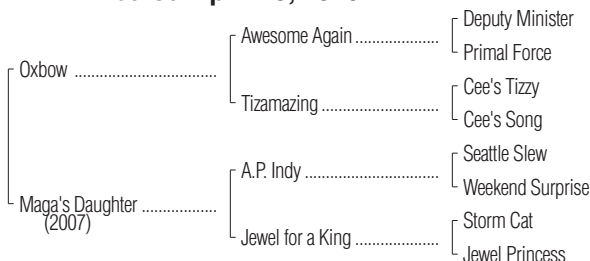 Deputy Minister
Awesome Again ....................
Primal Force
Oxbow ..................................
Cee's Tizzy
Tizamazing ............................
Cee's Song
Seattle Slew
A.P. Indy ................................
Weekend Surprise
Maga's Daughter ..................
(2007)
Storm Cat
Jewel for a King ....................
Jewel Princess